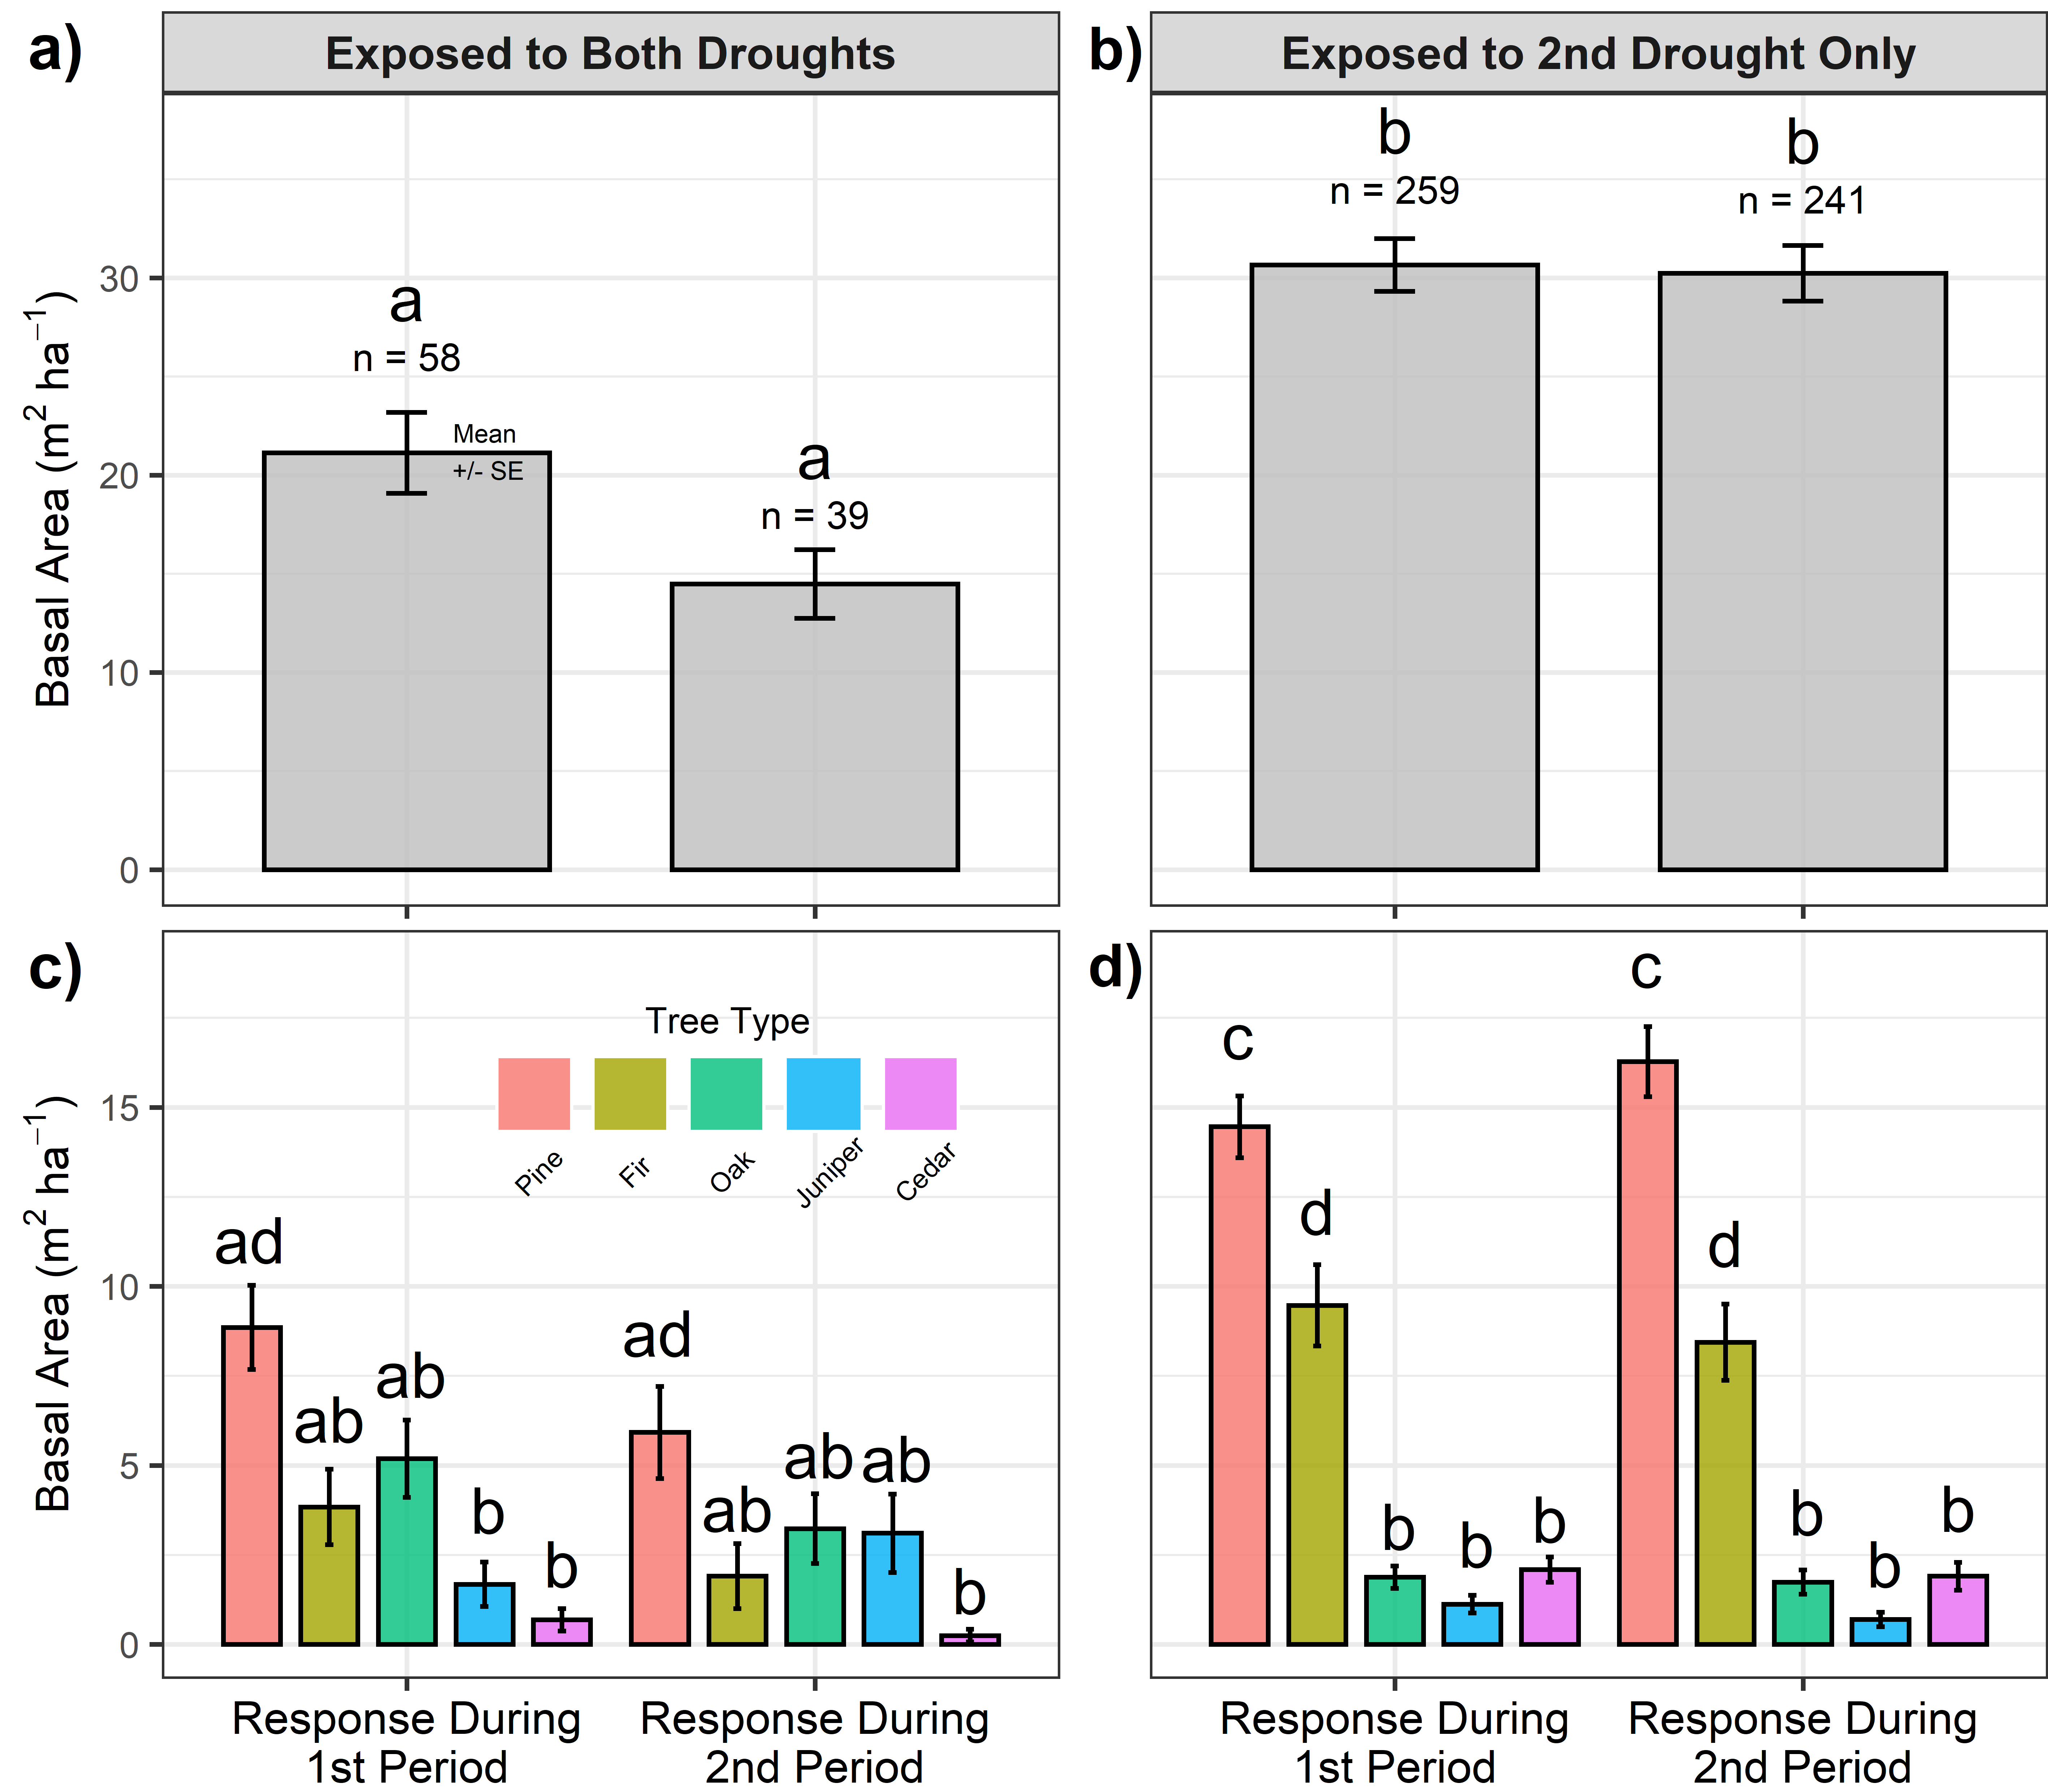 a)
Exposed to Both Droughts
b)
Exposed to 2nd Drought Only
Basal Area (m² ha⁻¹)
30
20
10
0
a
n = 58
Mean
+/- SE
a
n = 39
b
n = 259
b
n = 241
c)
d)
Basal Area (m² ha⁻¹)
15
10
5
0
Tree Type
Pine
Fir
Oak
Juniper
Cedar
ad
ab
ab
b
b
ad
ab
ab
ab
b
c
d
b
b
b
c
d
b
b
b
Response During
1st Period
Response During
2nd Period
Response During
1st Period
Response During
2nd Period